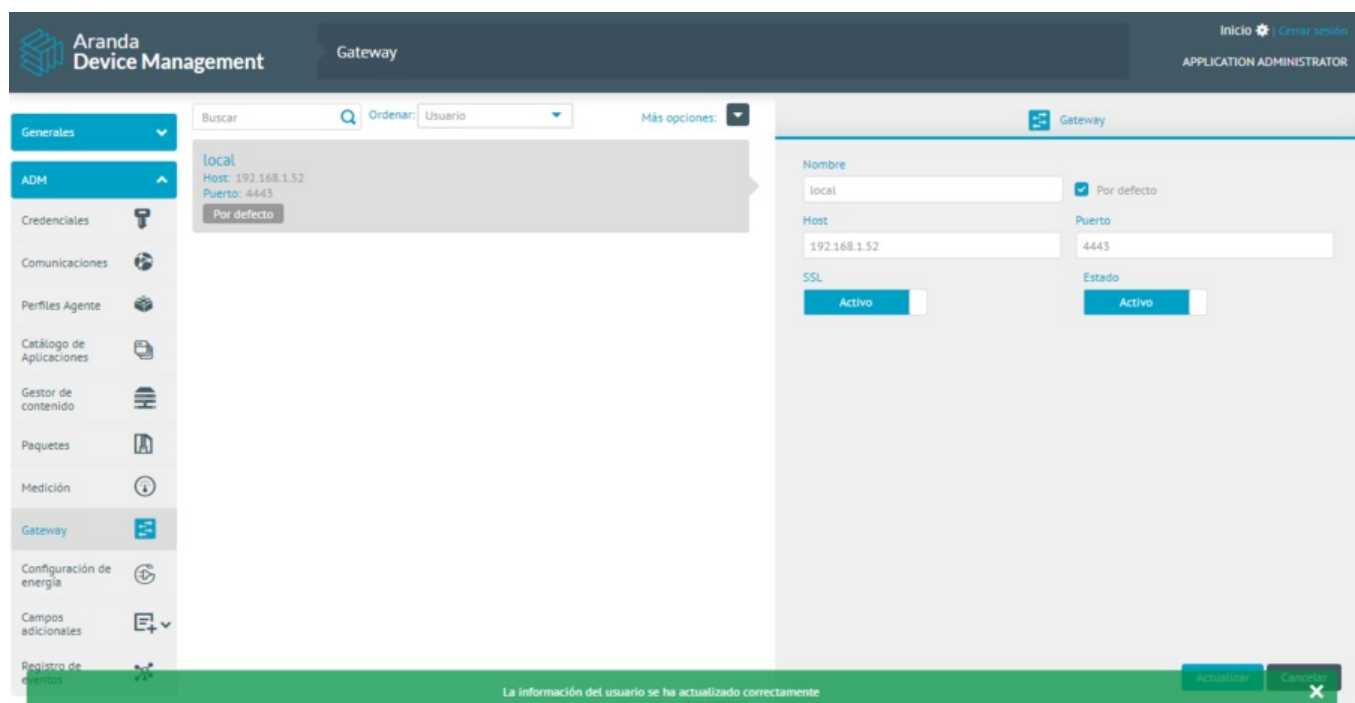 Aranda
Device Management
Gateway
Inicio | Cerrar sesión
APPLICATION ADMINISTRATOR
Generales
ADM
Credenciales
Comunicaciones
Perfiles Agente
Catálogo de
Aplicaciones
Gestor de
contenido
Paquetes
Medición
Gateway
Configuración de
energía
Campos
adicionales
Registro de
eventos
Buscar
Ordenar: Usuario
Más opciones:
local
Host: 192.168.1.52
Puerto: 4443
Por defecto
Gateway
Nombre
local
Por defecto
Host
Puerto
192.168.1.52
4443
SSL
Estado
Activo
Activo
Actualizar
Cancelar
La información del usuario se ha actualizado correctamente